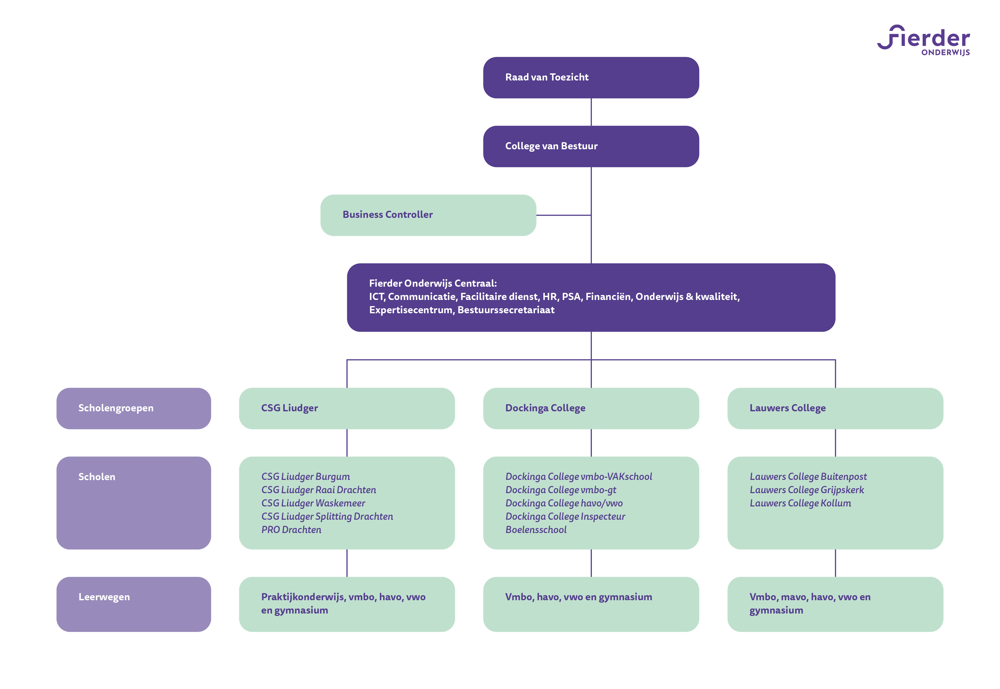 Fierder
ONDERWIJS
Raad van Toezicht
College van Bestuur
Business Controller
Fierder Onderwijs Centraal:
ICT, Communicatie, Facilitaire dienst, HR, PSA, Financiën, Onderwijs & kwaliteit,
Expertisecentrum, Bestuurssecretariaat
Scholengroepen
CSG Liudger
Dockinga College
Lauwers College
Scholen
CSG Liudger Burgum
CSG Liudger Raai Drachten
CSG Liudger Waskemeer
CSG Liudger Splitting Drachten
PRO Drachten
Dockinga College vmbo-VAKschool
Dockinga College vmbo-gt
Dockinga College havo/vwo
Dockinga College Inspecteur
Boelensschool
Lauwers College Buitenpost
Lauwers College Grijpskerk
Lauwers College Kollum
Leerwegen
Praktijkonderwijs, vmbo, havo, vwo
en gymnasium
Vmbo, havo, vwo en gymnasium
Vmbo, mavo, havo, vwo en
gymnasium